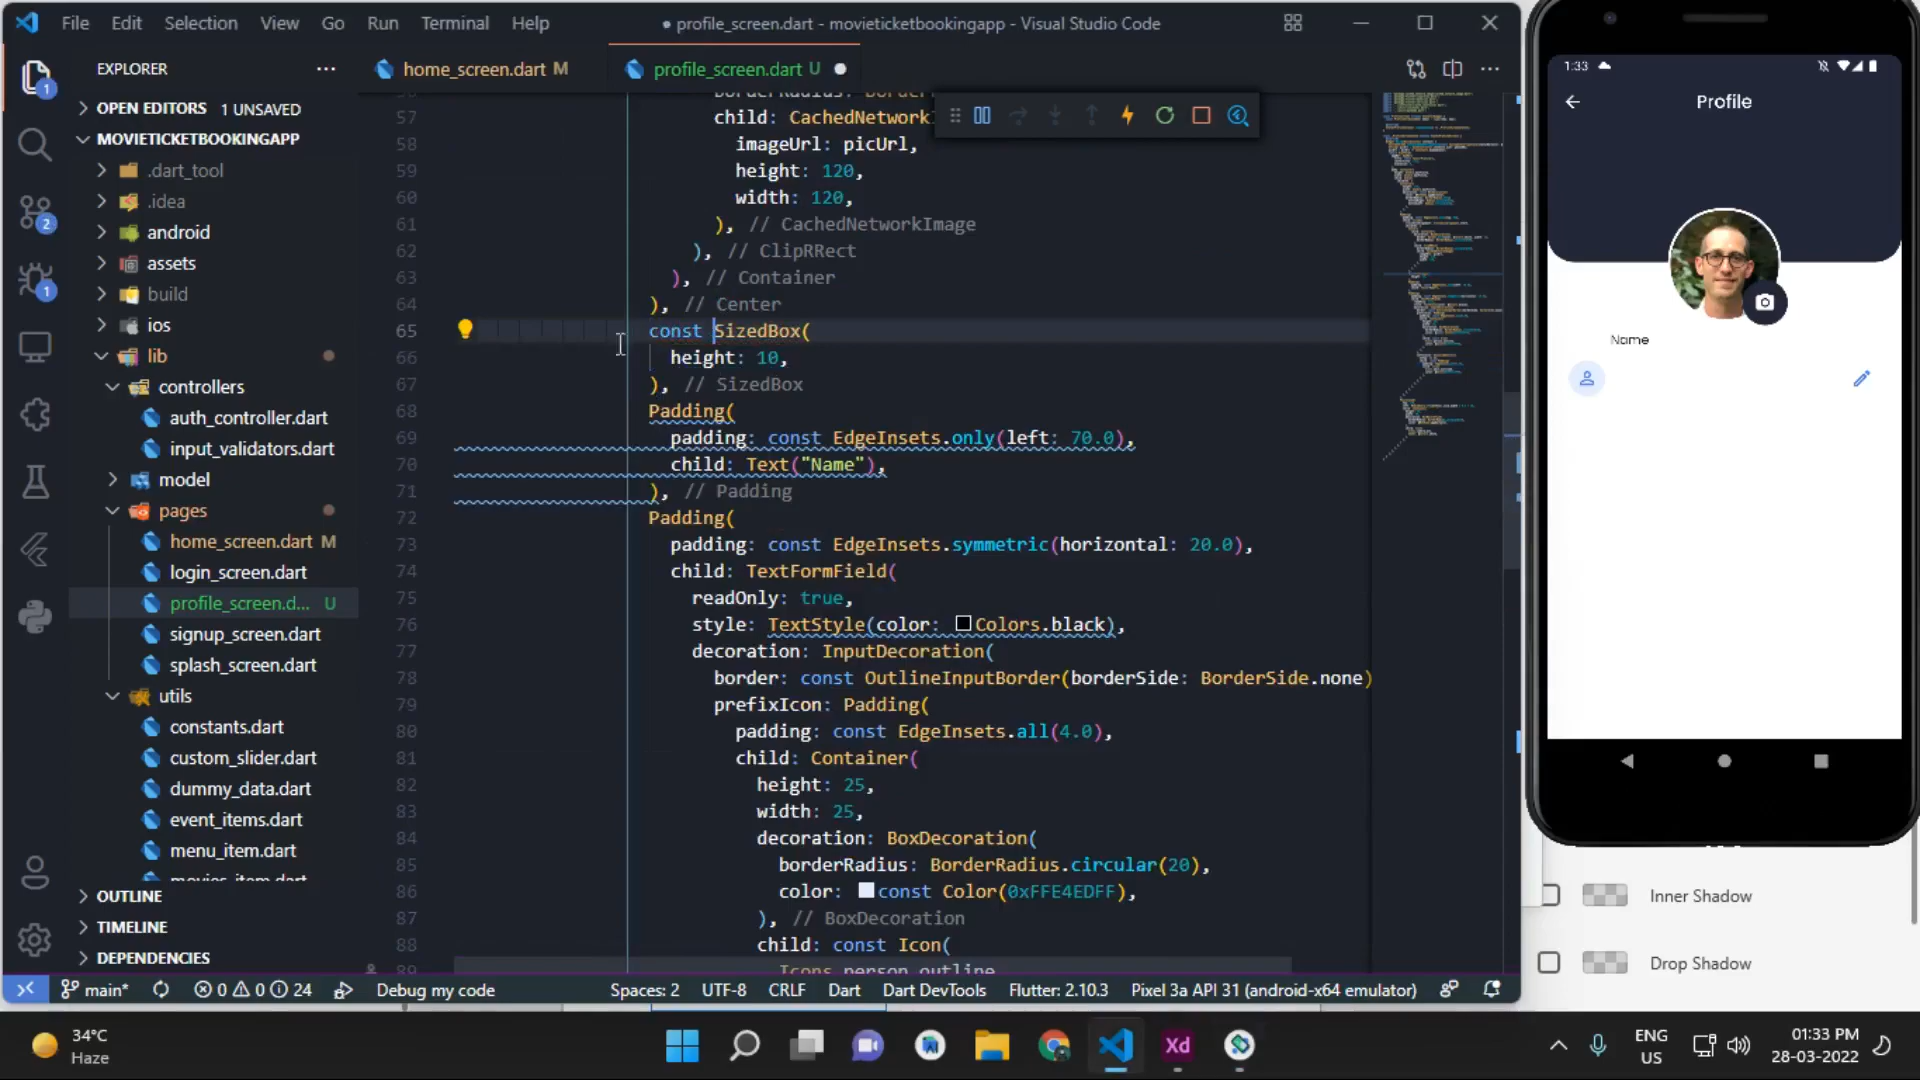 File Edit Selection View Go Run Terminal Help
● profile_screen.dart - movieticketbookingapp - Visual Studio Code
EXPLORER
home_screen.dart M
profile_screen.dart U
OPEN EDITORS 1 UNSAVED
MOVIETICKETBOOKINGAPP
.dart_tool
.idea
android
assets
build
ios
lib
controllers
auth_controller.dart
input_validators.dart
model
pages
home_screen.dart M
login_screen.dart
profile_screen.d... U
signup_screen.dart
splash_screen.dart
utils
constants.dart
custom_slider.dart
dummy_data.dart
event_items.dart
menu_item.dart
OUTLINE
TIMELINE
DEPENDENCIES
57 child: CachedNetwork
58 imageUrl: picUrl,
59 height: 120,
60 width: 120,
61 ), // CachedNetworkImage
62 ), // ClipRRect
63 ), // Container
64 ), // Center
65 const SizedBox(
66 height: 10,
67 ), // SizedBox
68 Padding(
69 padding: const EdgeInsets.only(left: 70.0),
70 child: Text("Name"),
71 ), // Padding
72 Padding(
73 padding: const EdgeInsets.symmetric(horizontal: 20.0),
74 child: TextFormField(
75 readOnly: true,
76 style: TextStyle(color: Colors.black),
77 decoration: InputDecoration(
78 border: const OutlineInputBorder(borderSide: BorderSide.none)
79 prefixIcon: Padding(
80 padding: const EdgeInsets.all(4.0),
81 child: Container(
82 height: 25,
83 width: 25,
84 decoration: BoxDecoration(
85 borderRadius: BorderRadius.circular(20),
86 color: const Color(0xFFE4EDFF),
87 ), // BoxDecoration
88 child: const Icon(
89 Icons.person_outline
main* 0 0 24 Debug my code
Spaces: 2 UTF-8 CRLF Dart Dart DevTools Flutter: 2.10.3 Pixel 3a API 31 (android-x64 emulator)
1:33
Profile
Name
Inner Shadow
Drop Shadow
34°C
Haze
Xd
ENG
US
01:33 PM
28-03-2022
1
2
1